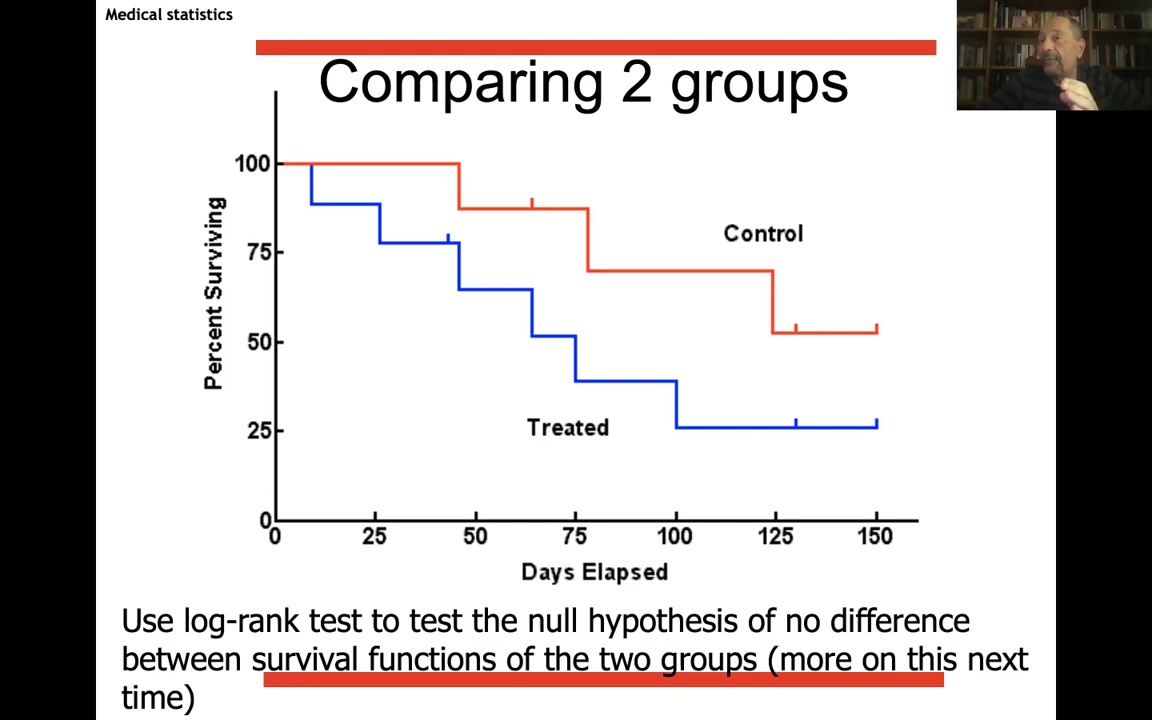 Medical statistics
Comparing 2 groups
100
75
50
25
0
Percent Surviving
Control
Treated
0 25 50 75 100 125 150
Days Elapsed
Use log-rank test to test the null hypothesis of no difference
between survival functions of the two groups (more on this next
time)